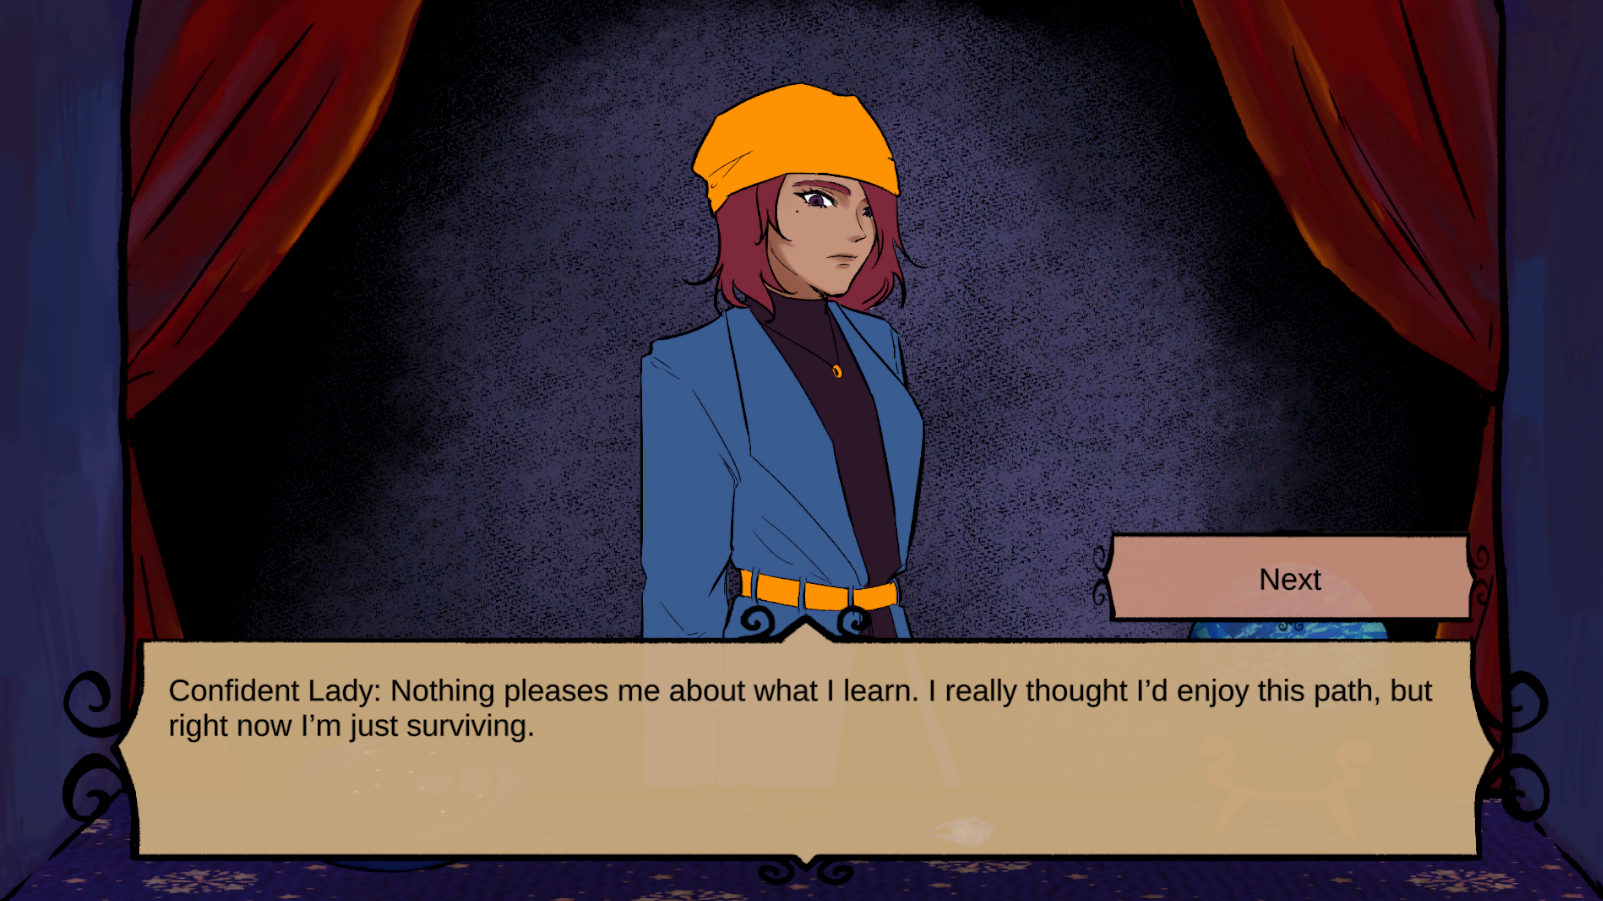 Next
Confident Lady: Nothing pleases me about what I learn. I really thought I’d enjoy this path, but
right now I’m just surviving.